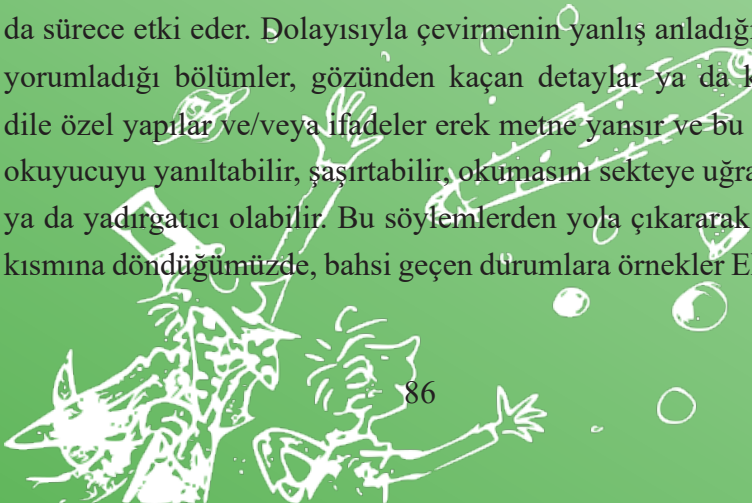 da sürece etki eder. Dolayısıyla çevirmenin yanlış anladığı
yorumladığı bölümler, gözünden kaçan detaylar ya da k
dile özel yapılar ve/veya ifadeler erek metne yansır ve bu
okuyucuyu yanıltabilir, şaşırtabilir, okumasını sekteye uğra
ya da yadırgatıcı olabilir. Bu söylemlerden yola çıkararak
kısmına döndüğümüzde, bahsi geçen durumlara örnekler El
86